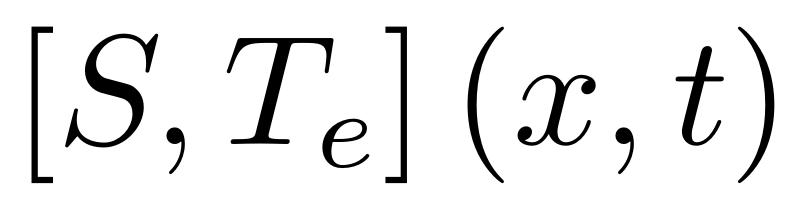 [S, T_e] (x, t)